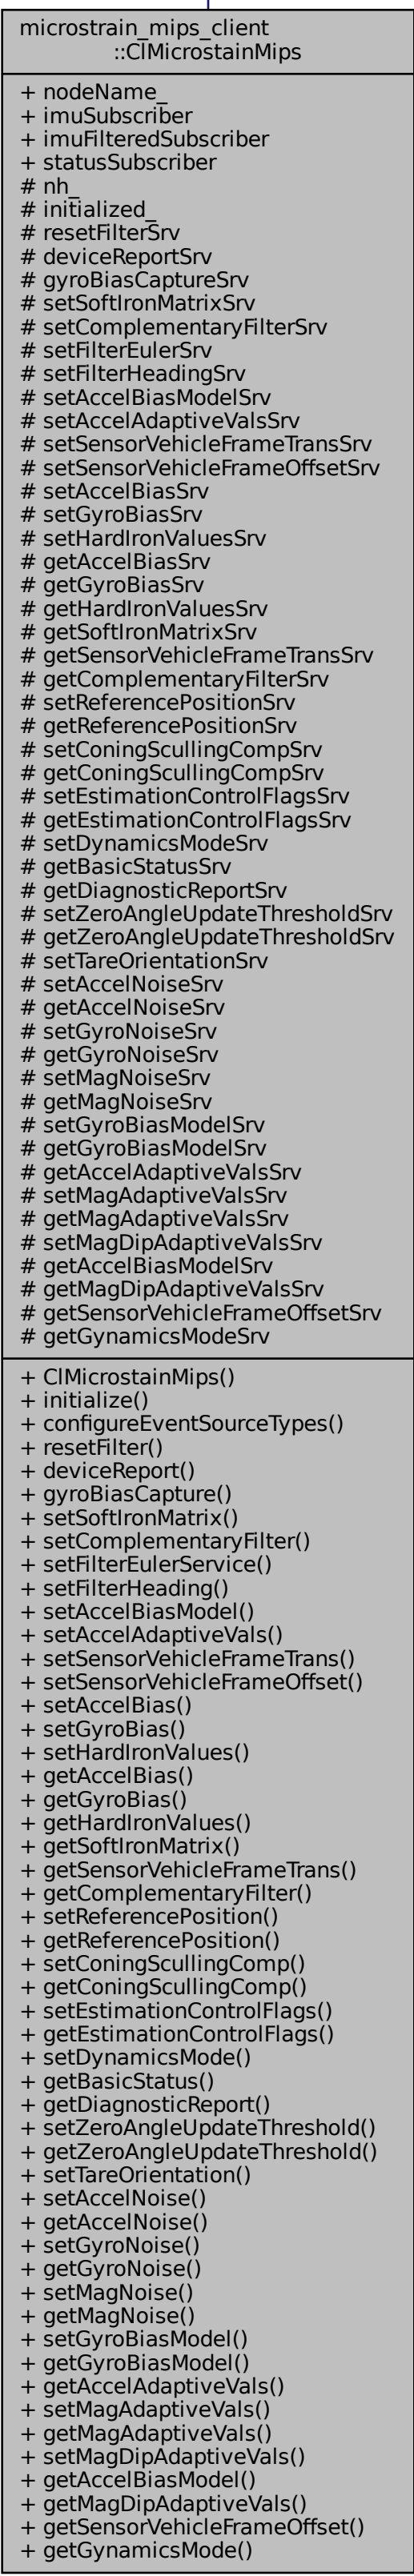 microstrain_mips_client
::ClMicrostainMips
+ nodeName_
+ imuSubscriber
+ imuFilteredSubscriber
+ statusSubscriber
# nh_
# initialized_
# resetFilterSrv
# deviceReportSrv
# gyroBiasCaptureSrv
# setSoftIronMatrixSrv
# setComplementaryFilterSrv
# setFilterEulerSrv
# setFilterHeadingSrv
# setAccelBiasModelSrv
# setAccelAdaptiveValsSrv
# setSensorVehicleFrameTransSrv
# setSensorVehicleFrameOffsetSrv
# setAccelBiasSrv
# setGyroBiasSrv
# setHardIronValuesSrv
# getAccelBiasSrv
# getGyroBiasSrv
# getHardIronValuesSrv
# getSoftIronMatrixSrv
# getSensorVehicleFrameTransSrv
# getComplementaryFilterSrv
# setReferencePositionSrv
# getReferencePositionSrv
# setConingScullingCompSrv
# getConingScullingCompSrv
# setEstimationControlFlagsSrv
# getEstimationControlFlagsSrv
# setDynamicsModeSrv
# getBasicStatusSrv
# getDiagnosticReportSrv
# setZeroAngleUpdateThresholdSrv
# getZeroAngleUpdateThresholdSrv
# setTareOrientationSrv
# setAccelNoiseSrv
# getAccelNoiseSrv
# setGyroNoiseSrv
# getGyroNoiseSrv
# setMagNoiseSrv
# getMagNoiseSrv
# setGyroBiasModelSrv
# getGyroBiasModelSrv
# getAccelAdaptiveValsSrv
# setMagAdaptiveValsSrv
# getMagAdaptiveValsSrv
# setMagDipAdaptiveValsSrv
# getAccelBiasModelSrv
# getMagDipAdaptiveValsSrv
# getSensorVehicleFrameOffsetSrv
# getGynamicsModeSrv
+ ClMicrostainMips()
+ initialize()
+ configureEventSourceTypes()
+ resetFilter()
+ deviceReport()
+ gyroBiasCapture()
+ setSoftIronMatrix()
+ setComplementaryFilter()
+ setFilterEulerService()
+ setFilterHeading()
+ setAccelBiasModel()
+ setAccelAdaptiveVals()
+ setSensorVehicleFrameTrans()
+ setSensorVehicleFrameOffset()
+ setAccelBias()
+ setGyroBias()
+ setHardIronValues()
+ getAccelBias()
+ getGyroBias()
+ getHardIronValues()
+ getSoftIronMatrix()
+ getSensorVehicleFrameTrans()
+ getComplementaryFilter()
+ setReferencePosition()
+ getReferencePosition()
+ setConingScullingComp()
+ getConingScullingComp()
+ setEstimationControlFlags()
+ getEstimationControlFlags()
+ setDynamicsMode()
+ getBasicStatus()
+ getDiagnosticReport()
+ setZeroAngleUpdateThreshold()
+ getZeroAngleUpdateThreshold()
+ setTareOrientation()
+ setAccelNoise()
+ getAccelNoise()
+ setGyroNoise()
+ getGyroNoise()
+ setMagNoise()
+ getMagNoise()
+ setGyroBiasModel()
+ getGyroBiasModel()
+ getAccelAdaptiveVals()
+ setMagAdaptiveVals()
+ getMagAdaptiveVals()
+ setMagDipAdaptiveVals()
+ getAccelBiasModel()
+ getMagDipAdaptiveVals()
+ getSensorVehicleFrameOffset()
+ getGynamicsMode()